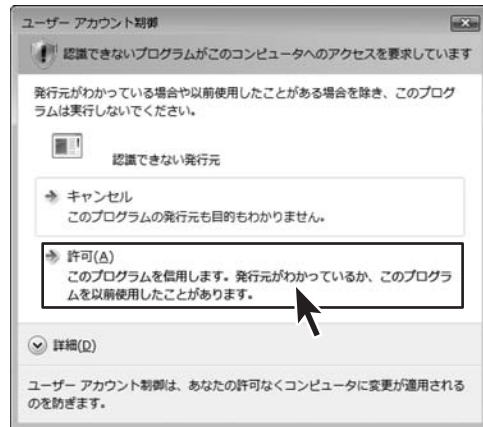 ユーザー アカウント制御
認識できないプログラムがこのコンピュータへのアクセスを要求しています
発行元がわかっている場合や以前使用したことがある場合を除き、このプログ
ラムは実行しないでください。
認識できない発行元
キャンセル
このプログラムの発行元も目的もわかりません。
許可(A)
このプログラムを信用します。発行元がわかっているか、このプログラ
ムを以前使用したことがあります。
詳細(D)
ユーザー アカウント制御は、あなたの許可なくコンピュータに変更が適用される
のを防ぎます。